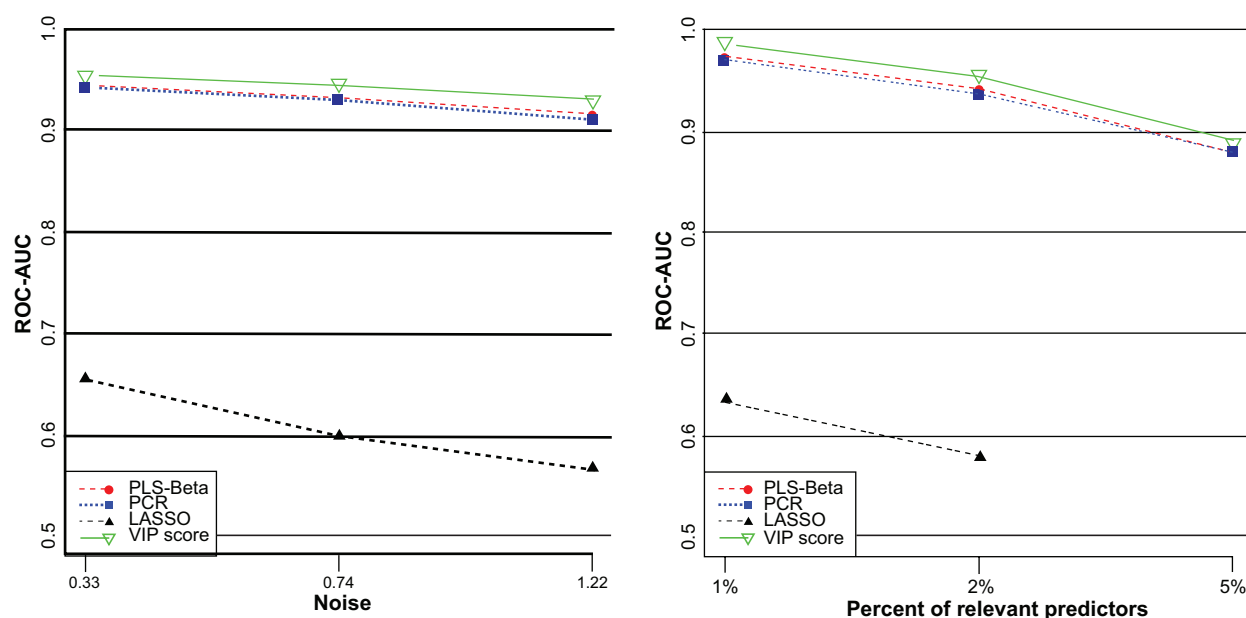 1.0
0.9
0.8
0.7
0.6
0.5
ROC-AUC
PLS-Beta
PCR
LASSO
VIP score
0.33
0.74
1.22
Noise
1.0
0.9
0.8
0.7
0.6
0.5
ROC-AUC
PLS-Beta
PCR
LASSO
VIP score
1%
2%
5%
Percent of relevant predictors